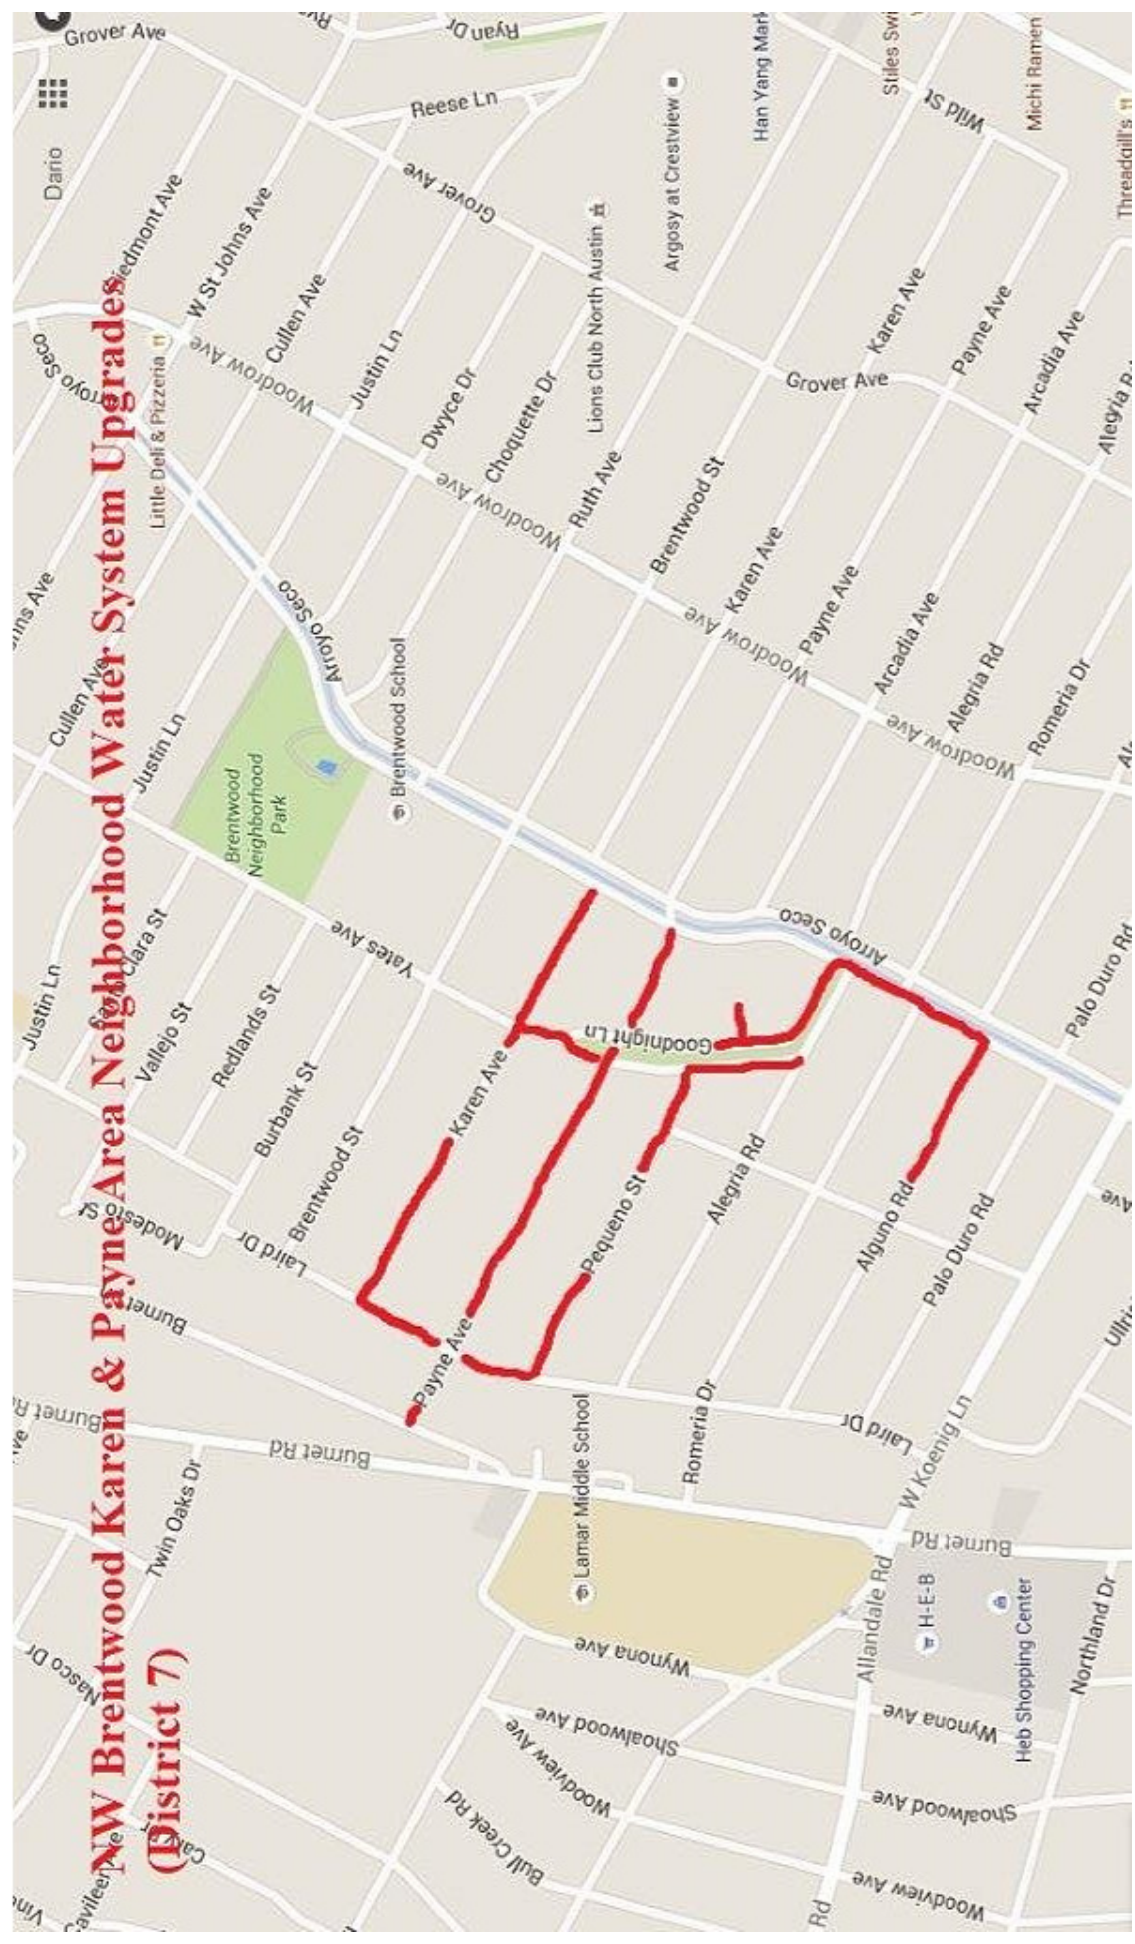 NW Brentwood Karen & Payne Area Neighborhood Water System Upgrades
(District 7)
Dario
Grover Ave
Ryan Dr
Reese Ln
Grover Ave
Han Yang Mark
Stiles Swi
Wild St
Michi Ramen
Threadgill's
Argosy at Crestview
Lions Club North Austin
W St Johns Ave
Cullen Ave
Justin Ln
Dwyce Dr
Choquette Dr
Ruth Ave
Brentwood St
Karen Ave
Payne Ave
Arcadia Ave
Grover Ave
Karen Ave
Payne Ave
Arcadia Ave
Alegria Rd
Romeria Dr
Little Deli & Pizzeria
Woodrow Ave
Woodrow Ave
Woodrow Ave
Woodrow Ave
Arroyo Seco
Arroyo Seco
Cullen Ave
Justin Ln
Brentwood
Neighborhood
Park
Brentwood School
Yates Ave
Justin Ln
Vallejo St
Redlands St
Burbank St
Brentwood St
Modesto St
Laird Dr
Karen Ave
Goodnight Ln
Payne Ave
Pequeno St
Alegria Rd
Alguno Rd
Palo Duro Rd
Palo Duro Rd
Romeria Dr
Laird Dr
W Koenig Ln
Burnet
Burnet Rd
Burnet Rd
Lamar Middle School
Allandale Rd
H-E-B
Heb Shopping Center
Northland Dr
Twin Oaks Dr
Nasco Dr
Wynona Ave
Wynona Ave
Shoalwood Ave
Shoalwood Ave
Woodview Ave
Woodview Ave
Bull Creek Rd
Rd